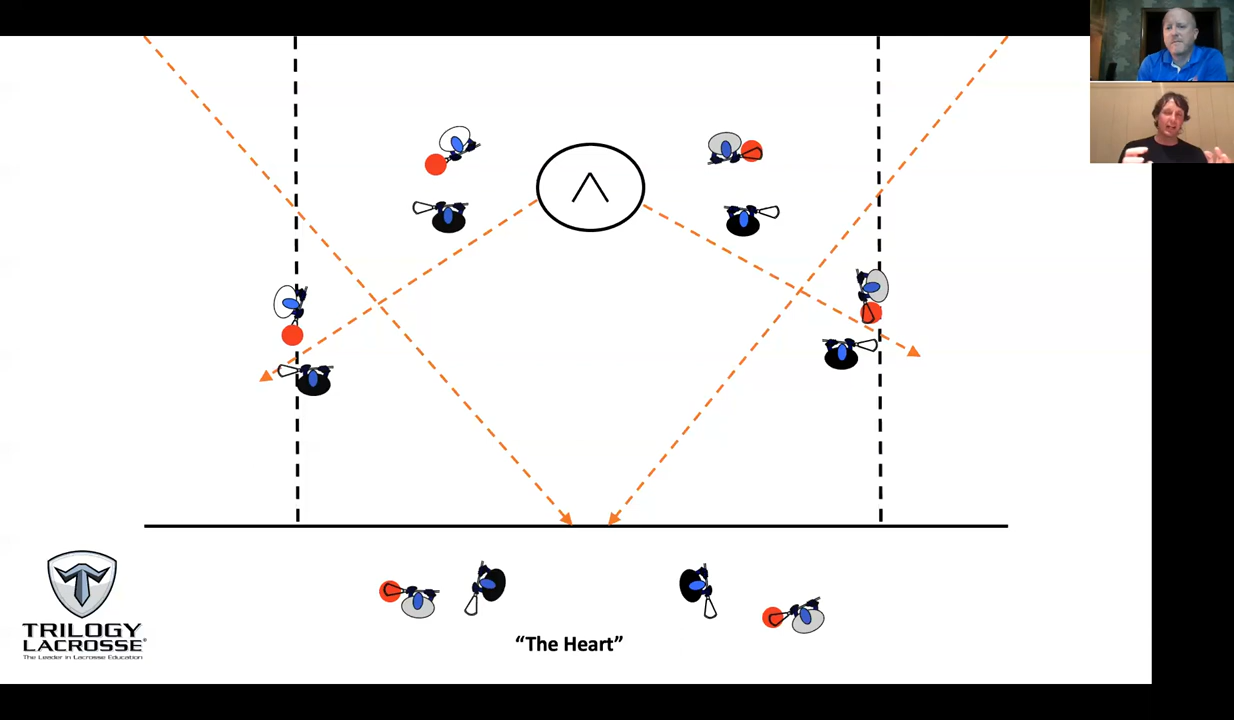 TRILOGY
LACROSSE®
The Leader in Lacrosse Education
“The Heart”